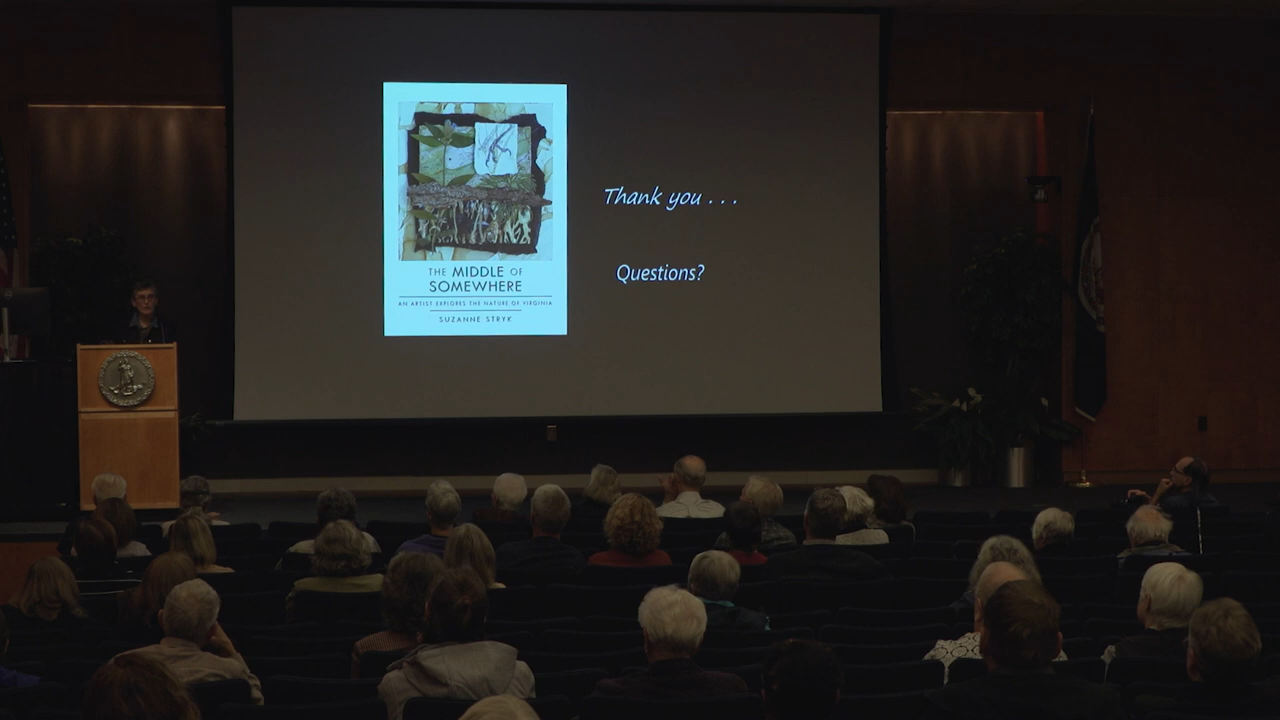 THE MIDDLE OF
SOMEWHERE
AN ARTIST EXPLORES THE NATURE OF VIRGINIA
SUZANNE STRYK
Thank you . . .
Questions?